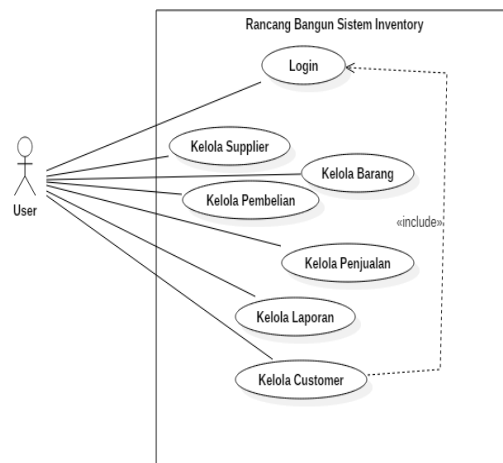 Rancang Bangun Sistem Inventory
Login
Kelola Supplier
Kelola Barang
Kelola Pembelian
User
«include»
Kelola Penjualan
Kelola Laporan
Kelola Customer